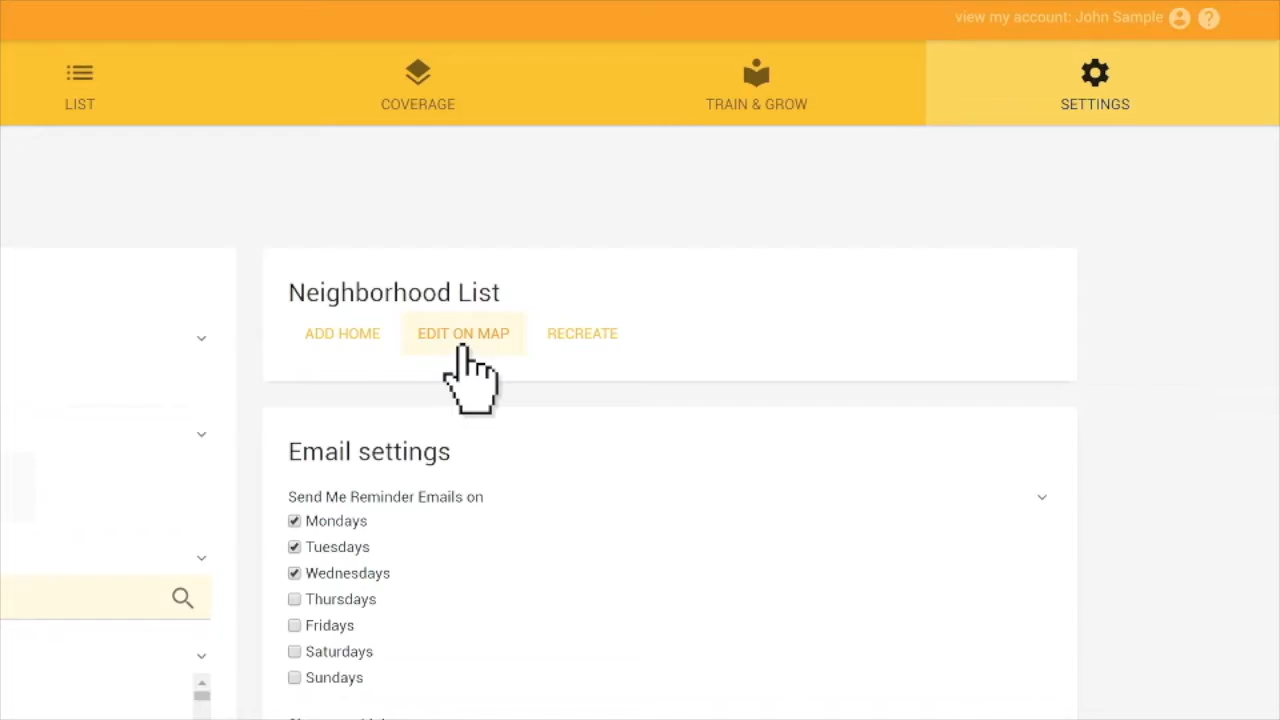 view my account: John Sample
LIST
COVERAGE
TRAIN & GROW
SETTINGS
Neighborhood List
ADD HOME
EDIT ON MAP
RECREATE
Email settings
Send Me Reminder Emails on
Mondays
Tuesdays
Wednesdays
Thursdays
Fridays
Saturdays
Sundays